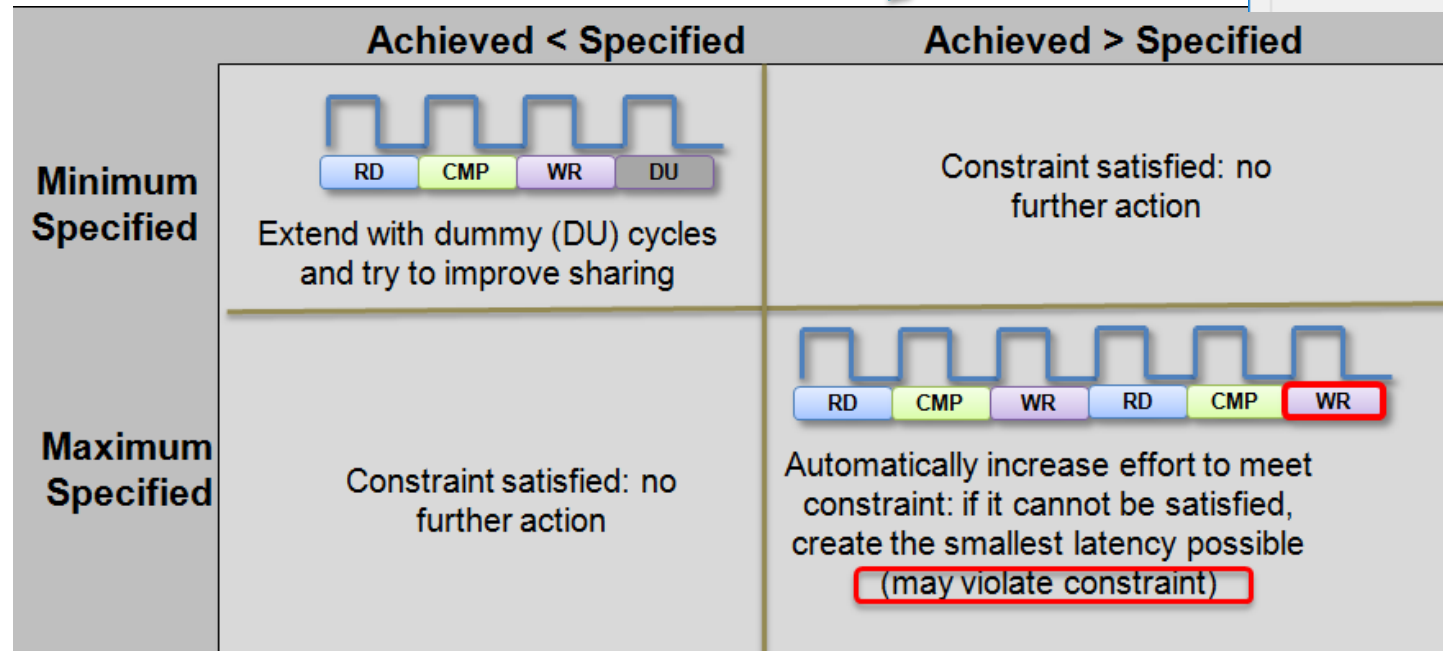 Achieved < Specified
Achieved > Specified
Minimum
Specified
RD CMP WR DU
Extend with dummy (DU) cycles
and try to improve sharing
Constraint satisfied: no
further action
Maximum
Specified
Constraint satisfied: no
further action
RD CMP WR RD CMP WR
Automatically increase effort to meet
constraint: if it cannot be satisfied,
create the smallest latency possible
(may violate constraint)